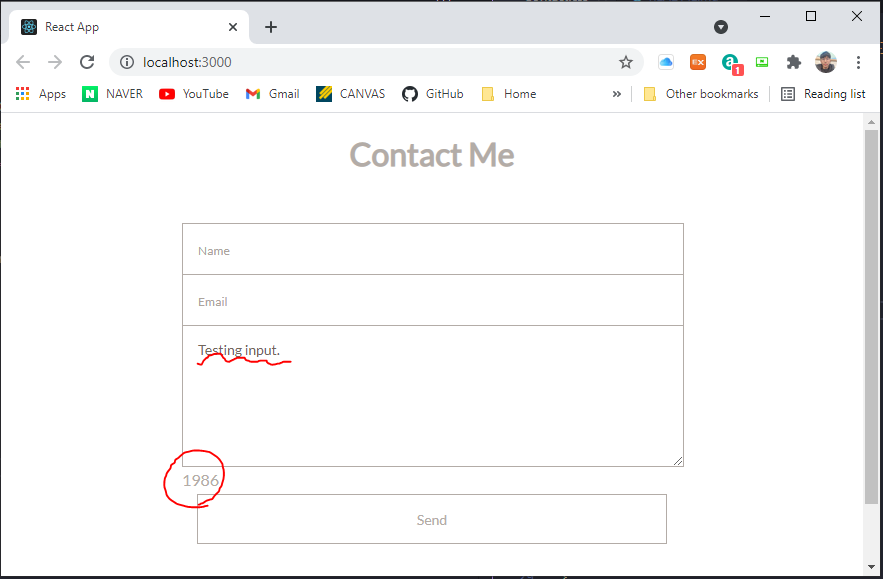 React App
localhost:3000
1
Apps NAVER YouTube Gmail CANVAS GitHub Home » Other bookmarks Reading list
Contact Me
Name
Email
Testing input.
1986
Send